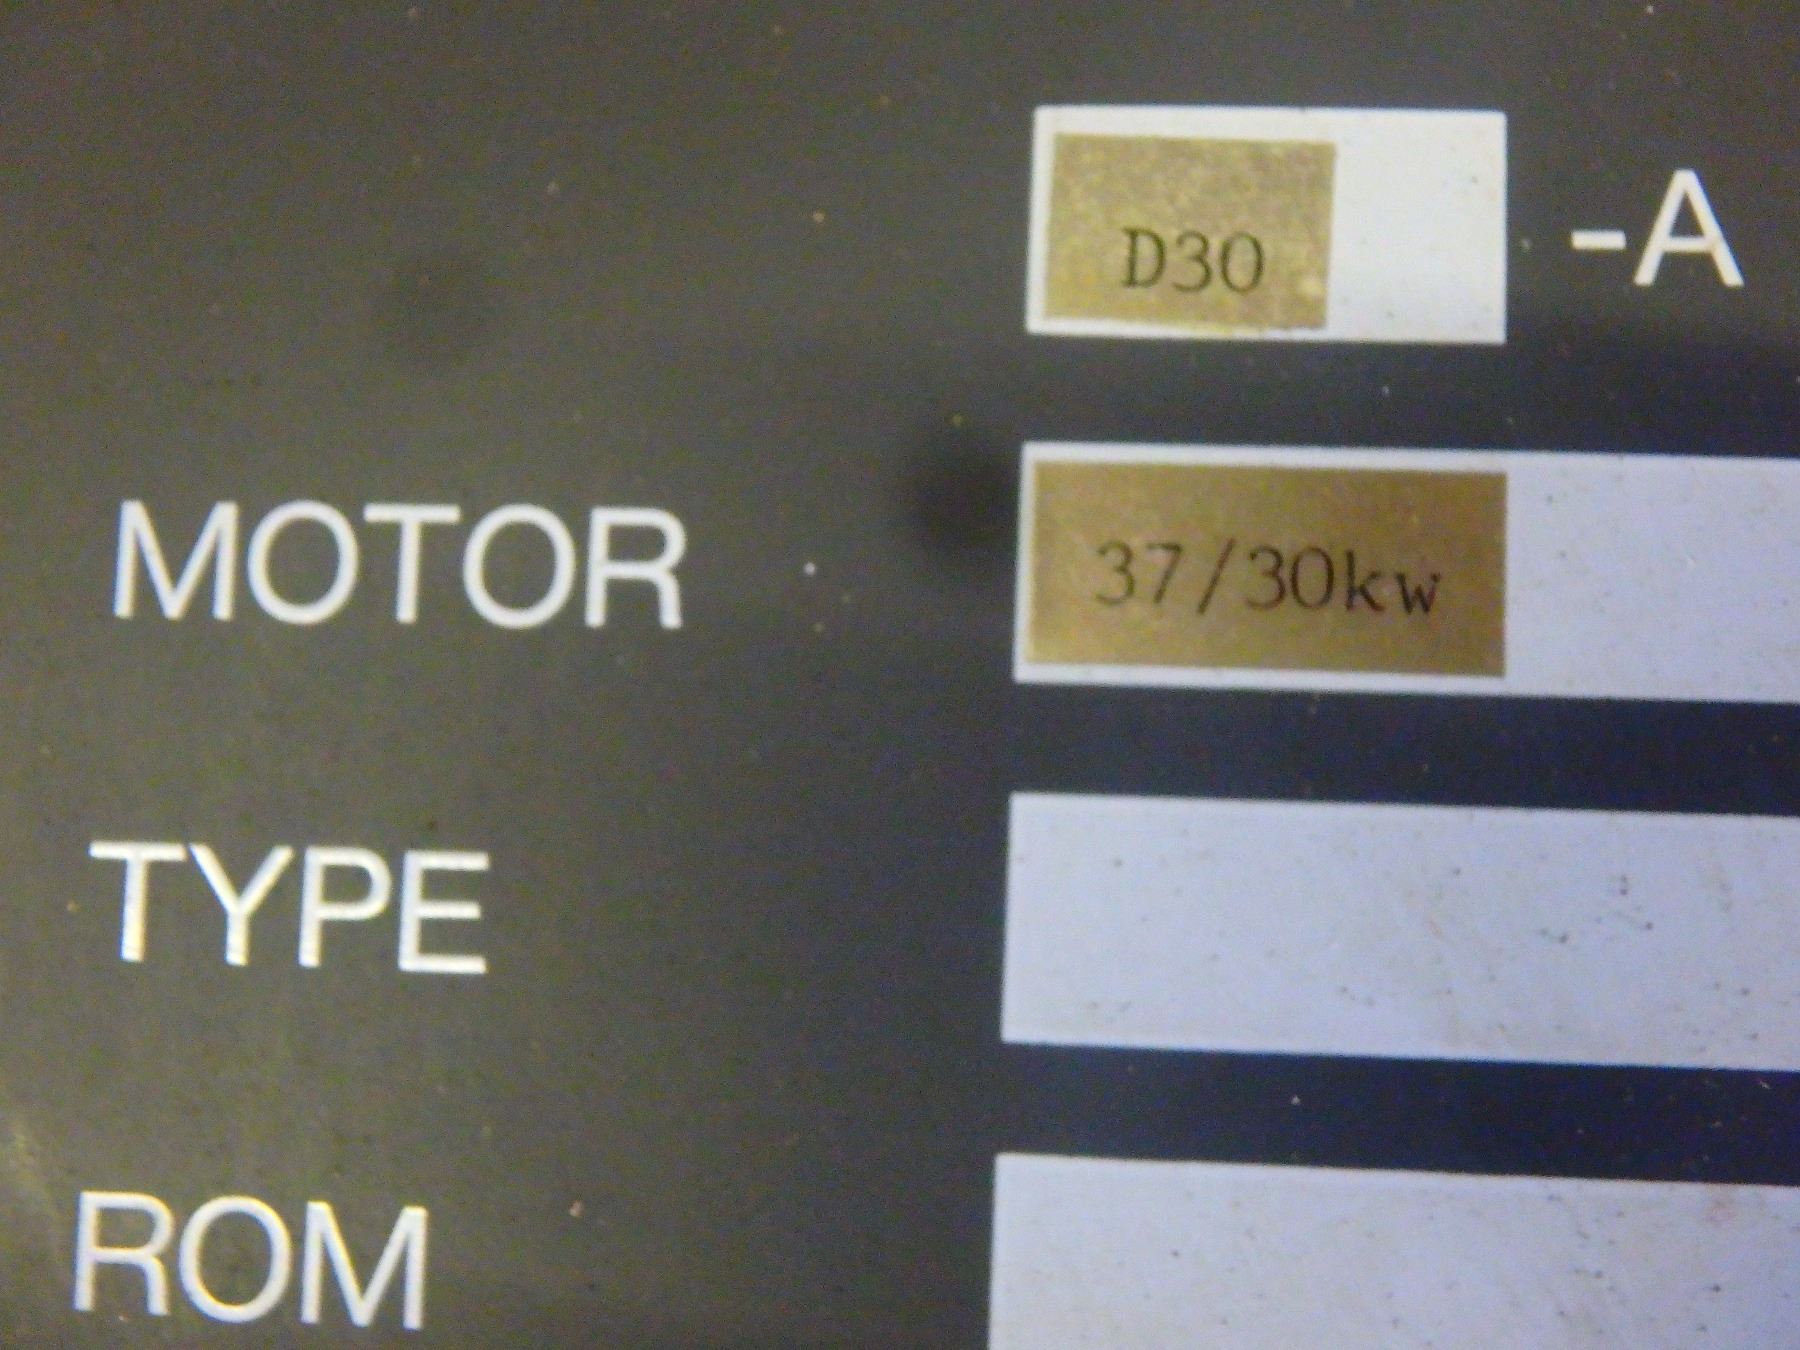 D30 -A
MOTOR 37/30kw
TYPE
ROM